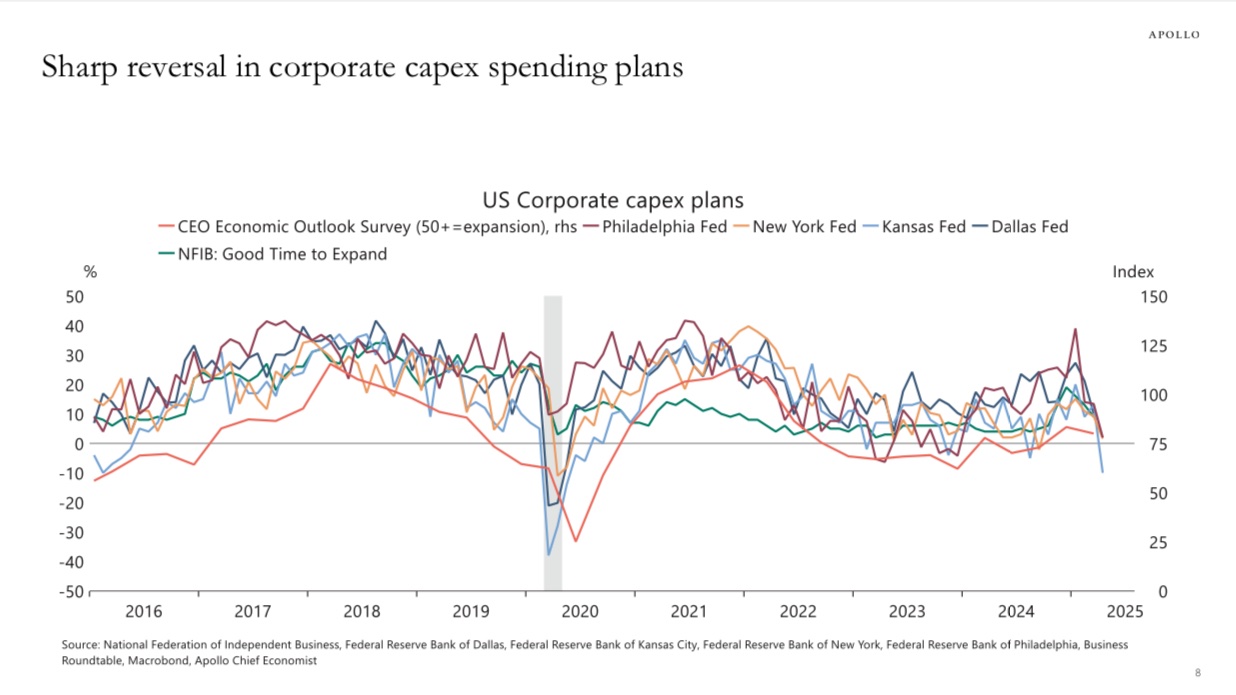 APOLLO
Sharp reversal in corporate capex spending plans
US Corporate capex plans
CEO Economic Outlook Survey (50+=expansion), rhs Philadelphia Fed New York Fed Kansas Fed Dallas Fed
NFIB: Good Time to Expand
% Index
50 150
40
30 125
20
10 100
0 75
-10
-20 50
-30
-40 25
-50 0
2016 2017 2018 2019 2020 2021 2022 2023 2024 2025
Source: National Federation of Independent Business, Federal Reserve Bank of Dallas, Federal Reserve Bank of Kansas City, Federal Reserve Bank of New York, Federal Reserve Bank of Philadelphia, Business
Roundtable, Macrobond, Apollo Chief Economist
8